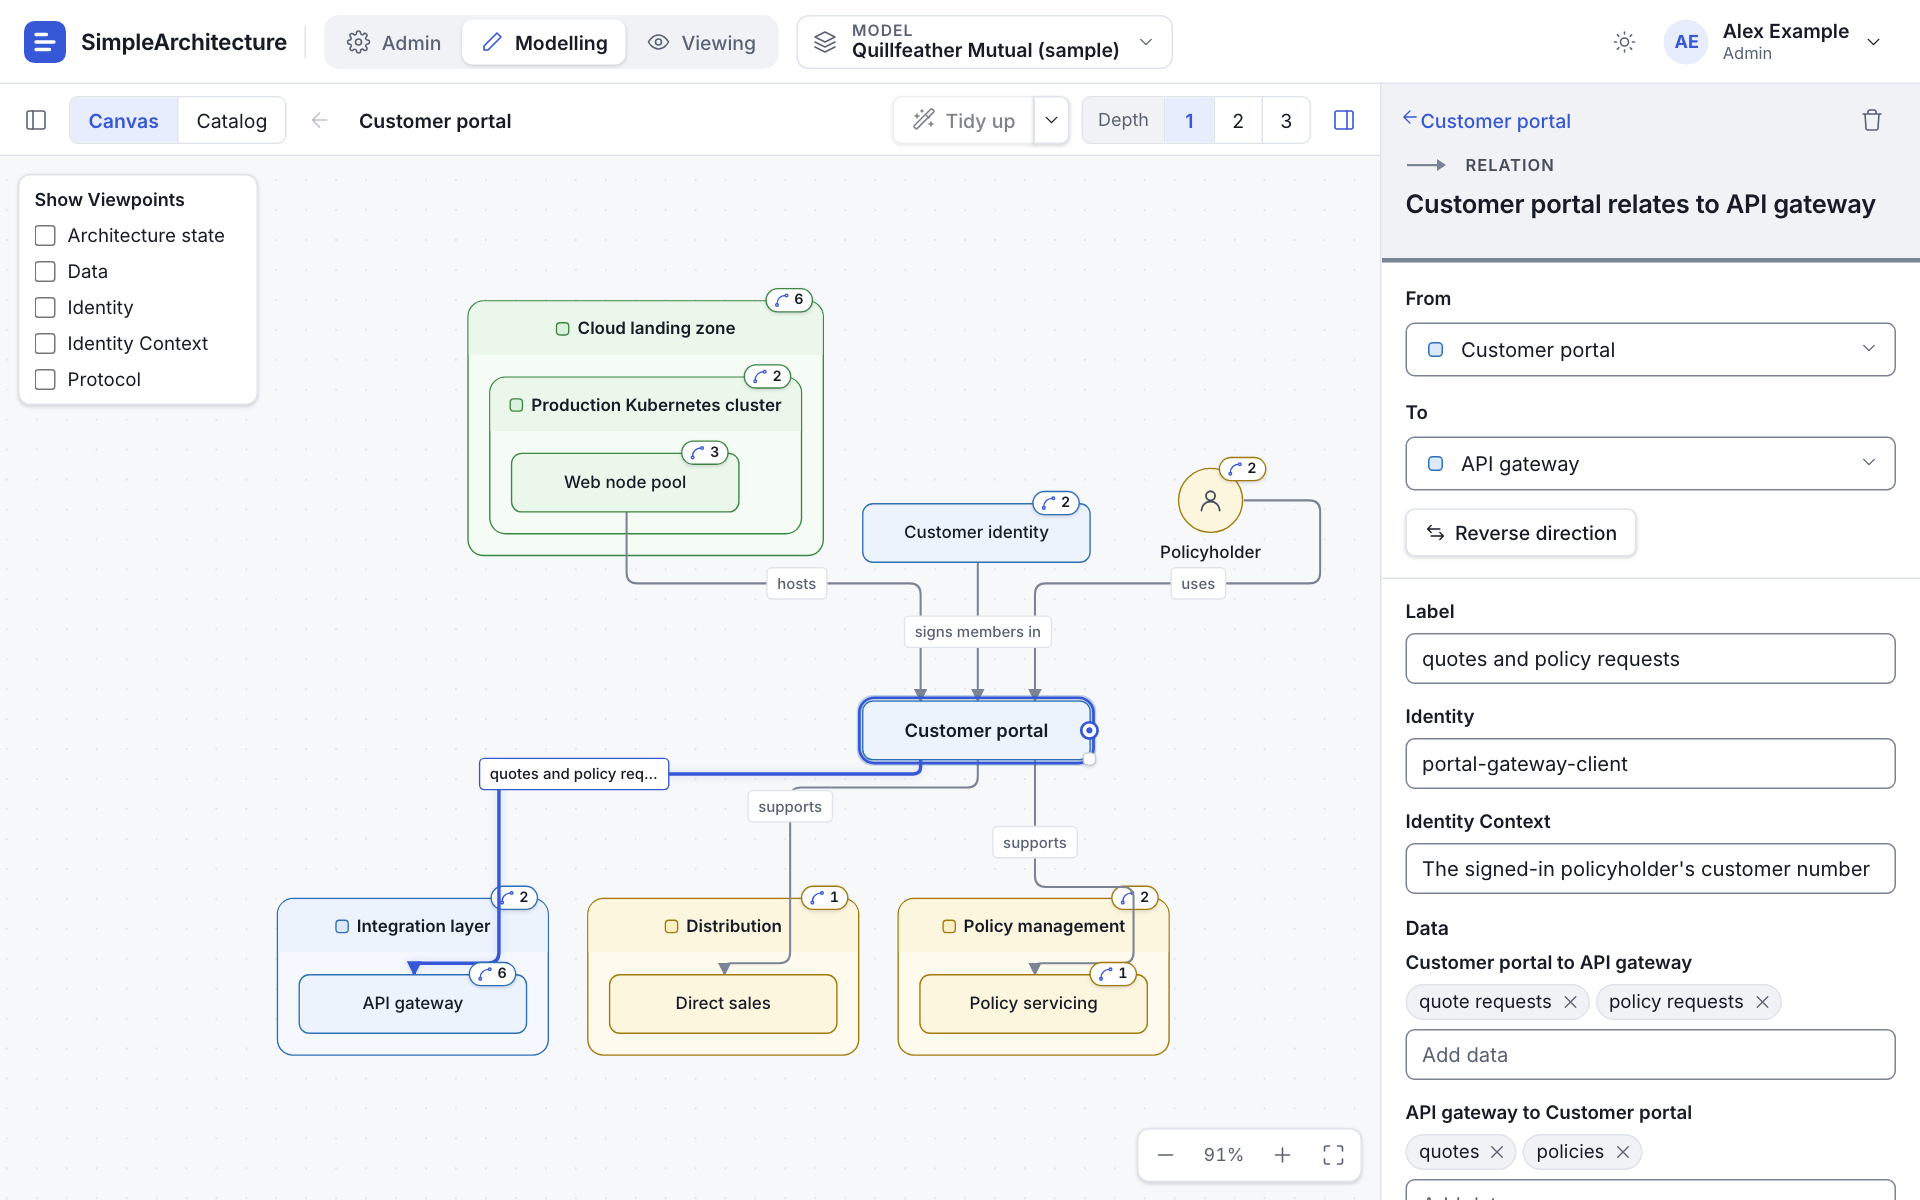 SimpleArchitecture
Admin
Modelling
Viewing
MODEL
Quillfeather Mutual (sample)
AE
Alex Example
Admin
Canvas
Catalog
Customer portal
Tidy up
Depth
1
2
3
Show Viewpoints
Architecture state
Data
Identity
Identity Context
Protocol
6
Cloud landing zone
2
Production Kubernetes cluster
3
Web node pool
2
Customer identity
2
Policyholder
hosts
uses
signs members in
Customer portal
quotes and policy req...
supports
supports
2
Integration layer
6
API gateway
1
Distribution
Direct sales
2
Policy management
1
Policy servicing
91%
Customer portal
RELATION
Customer portal relates to API gateway
From
Customer portal
To
API gateway
Reverse direction
Label
quotes and policy requests
Identity
portal-gateway-client
Identity Context
The signed-in policyholder's customer number
Data
Customer portal to API gateway
quote requests
policy requests
Add data
API gateway to Customer portal
quotes
policies